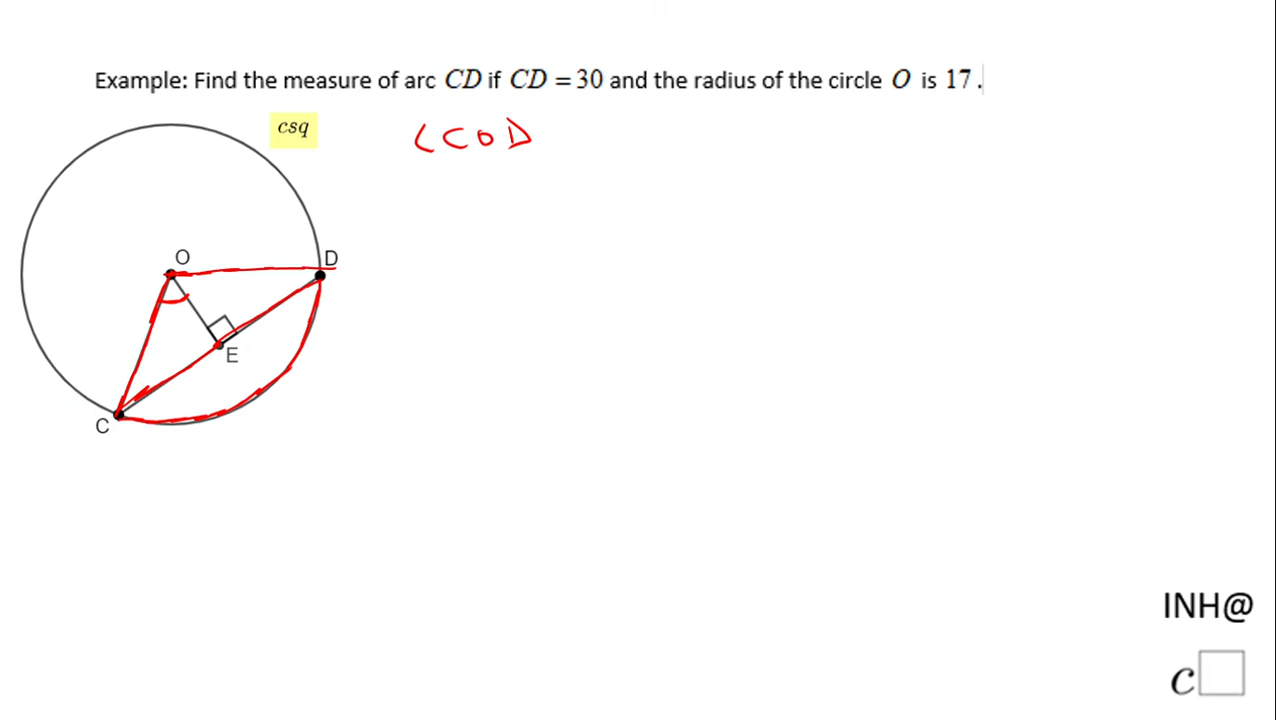 Example: Find the measure of arc CD if CD = 30 and the radius of the circle O is 17.
csq
∠COD
O
D
E
C
INH@
c